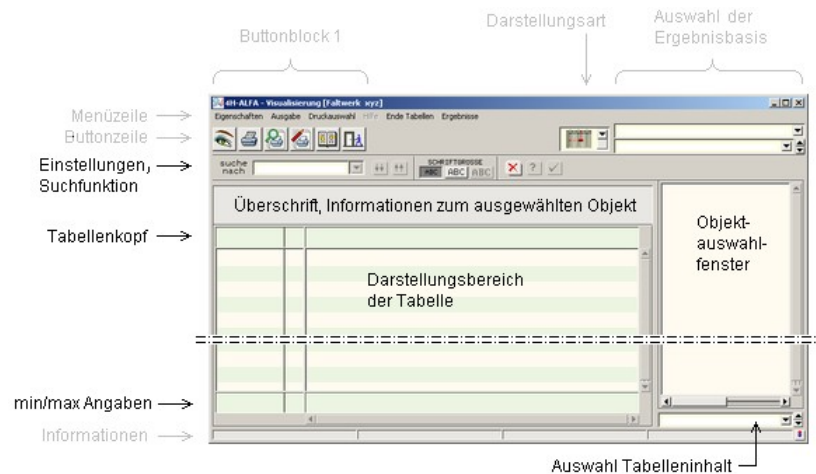 Darstellungsart
Auswahl der
Ergebnisbasis
Buttonblock 1
4H-ALFA - Visualisierung [Faltwerk xyz]
Menüzeile
Eigenschaften Ausgabe Druckauswahl Hilfe Ende Tabellen Ergebnisse
Buttonzeile
Einstellungen,
Suchfunktion
suche
nach
SCHRIFTGRÖSSE
ABC ABC ABC
Überschrift, Informationen zum ausgewählten Objekt
Objekt-
auswahl-
fenster
Tabellenkopf
Darstellungsbereich
der Tabelle
min/max Angaben
Informationen
Auswahl Tabelleninhalt